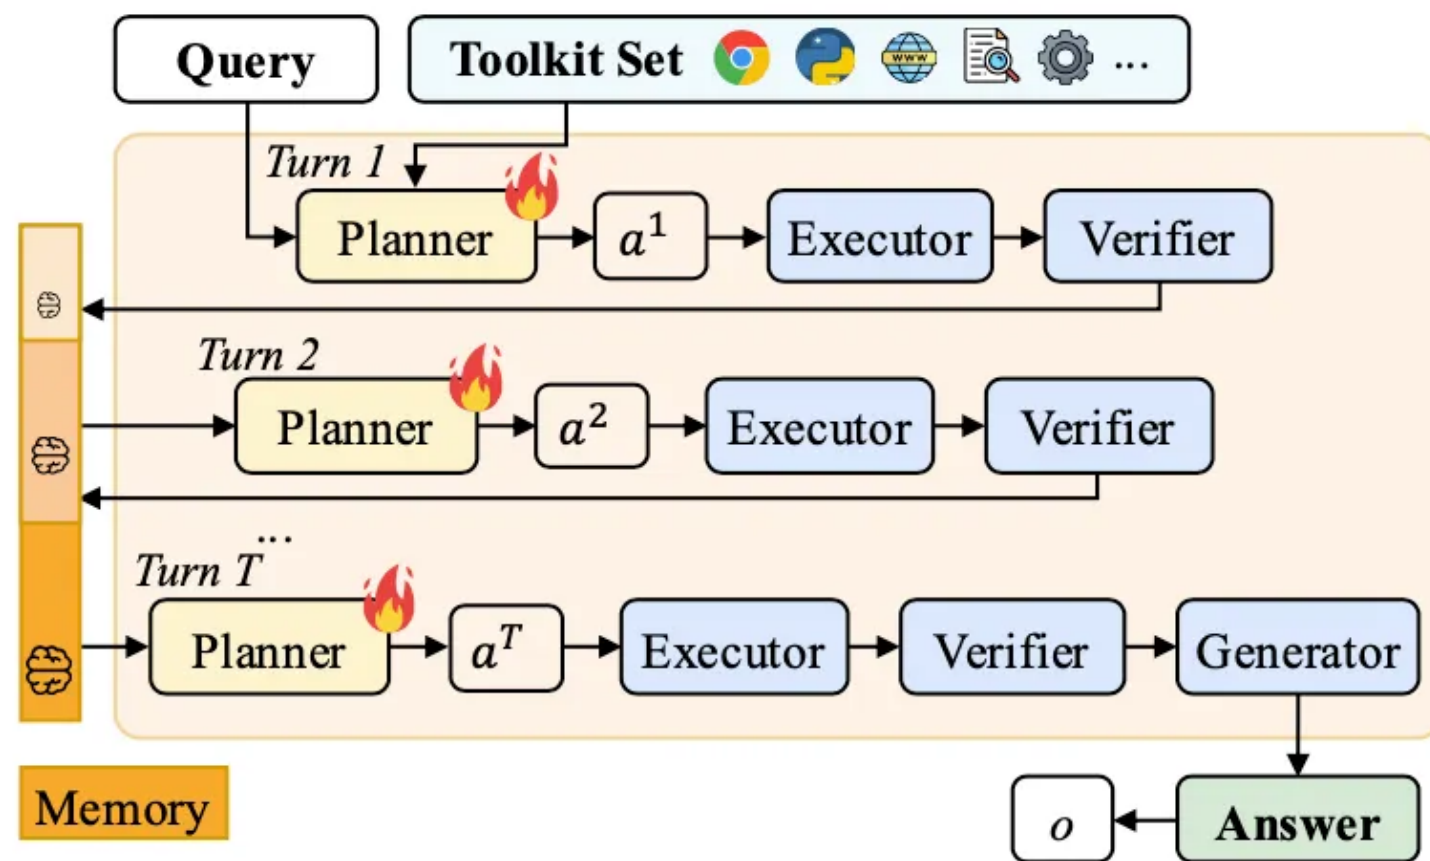 Query
Toolkit Set
WWW
...
Turn 1
Planner
a¹
Executor
Verifier
Turn 2
Planner
a²
Executor
Verifier
...
Turn T
Planner
aᵀ
Executor
Verifier
Generator
Memory
o
Answer